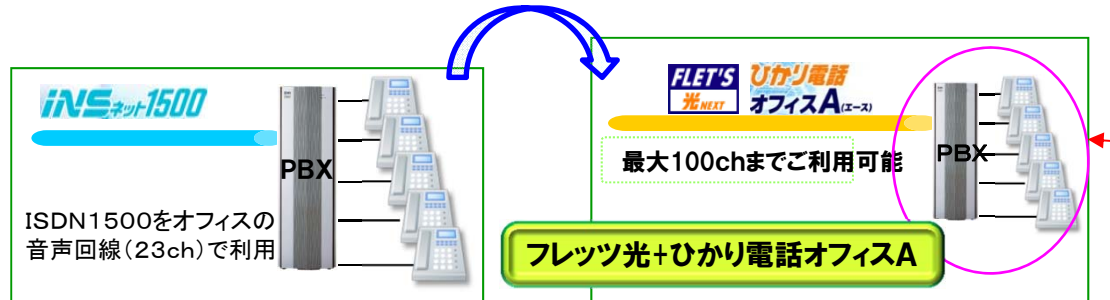 INSネット1500
PBX
ISDN1500をオフィスの
音声回線(23ch)で利用
FLET'S
光NEXT
ひかり電話
オフィスA(エース)
最大100chまでご利用可能
PBX
フレッツ光+ひかり電話オフィスA